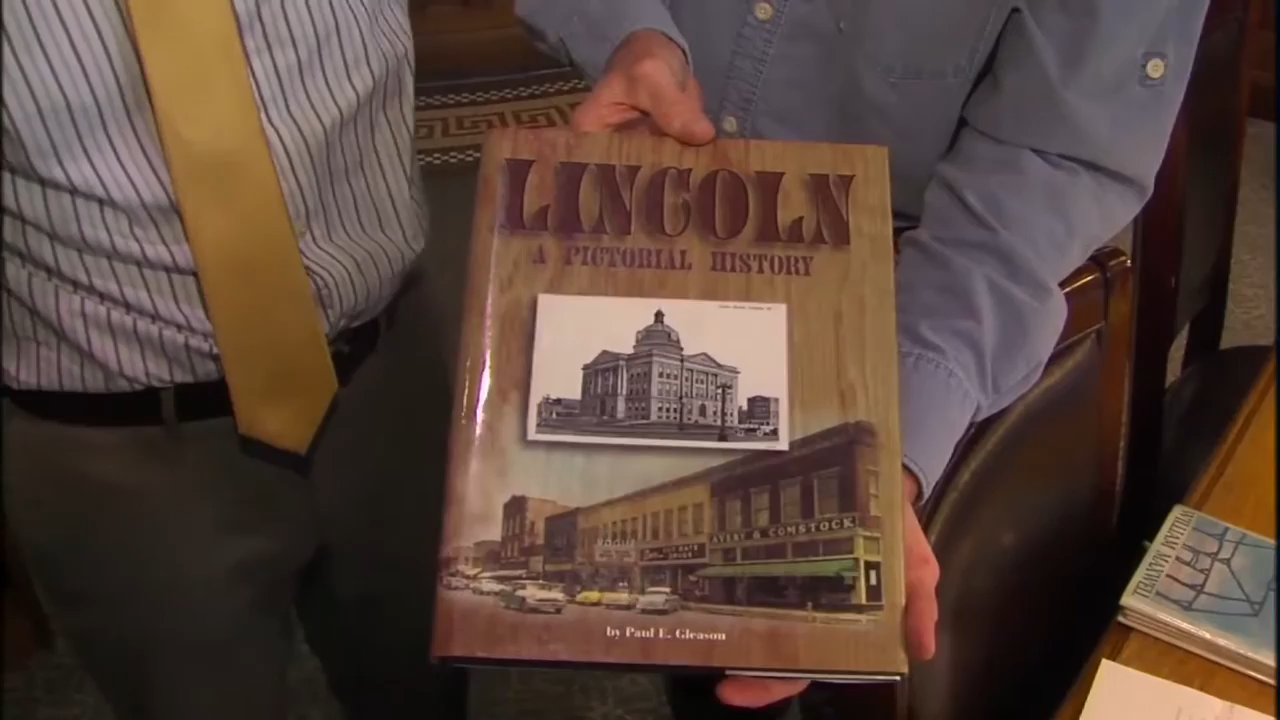 LINCOLN
A PICTORIAL HISTORY
AVERY & COMSTOCK
by Paul E. Gleason
WILLIAM MAXWELL